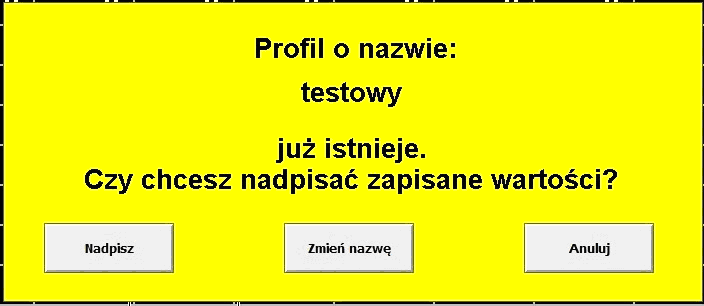 Profil o nazwie:
testowy
już istnieje.
Czy chcesz nadpisać zapisane wartości?
Nadpisz
Zmień nazwę
Anuluj